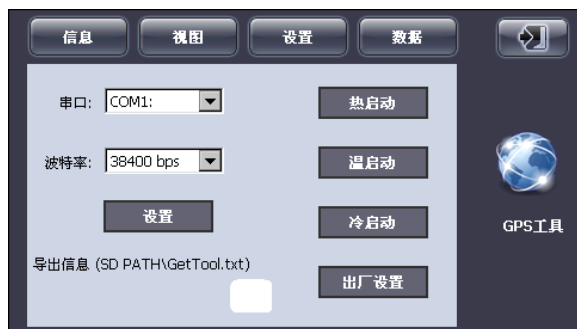 信息 视图 设置 数据
串口: COM1: 热启动
波特率: 38400 bps 温启动
设置 冷启动 GPS工具
导出信息 (SD PATH\GetTool.txt)
出厂设置